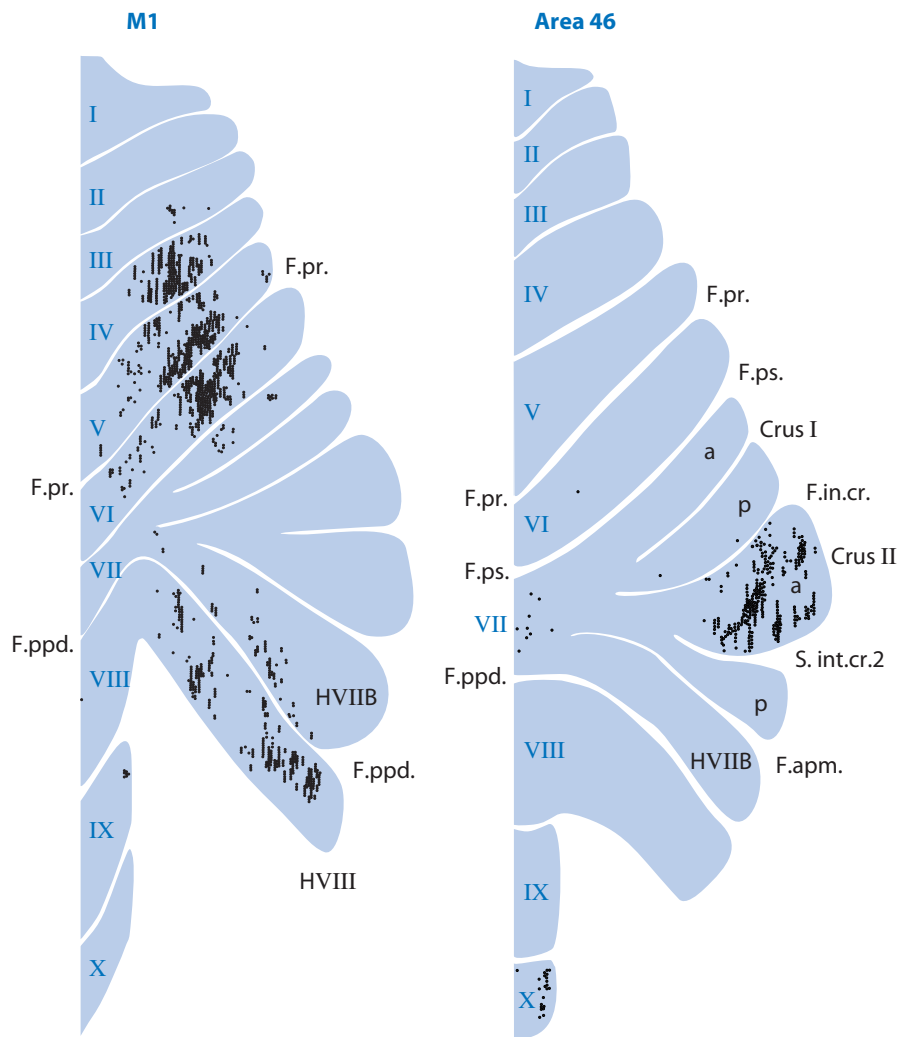 M1
I
II
III
F.pr.
IV
V
F.pr.
VI
VII
F.ppd.
VIII
HVIIB
F.ppd.
IX
HVIII
X
Area 46
I
II
III
IV
F.pr.
F.ps.
V
Crus I
a
F.pr.
p
F.in.cr.
VI
Crus II
F.ps.
a
VII
S. int.cr.2
F.ppd.
p
VIII
HVIIB
F.apm.
IX
X